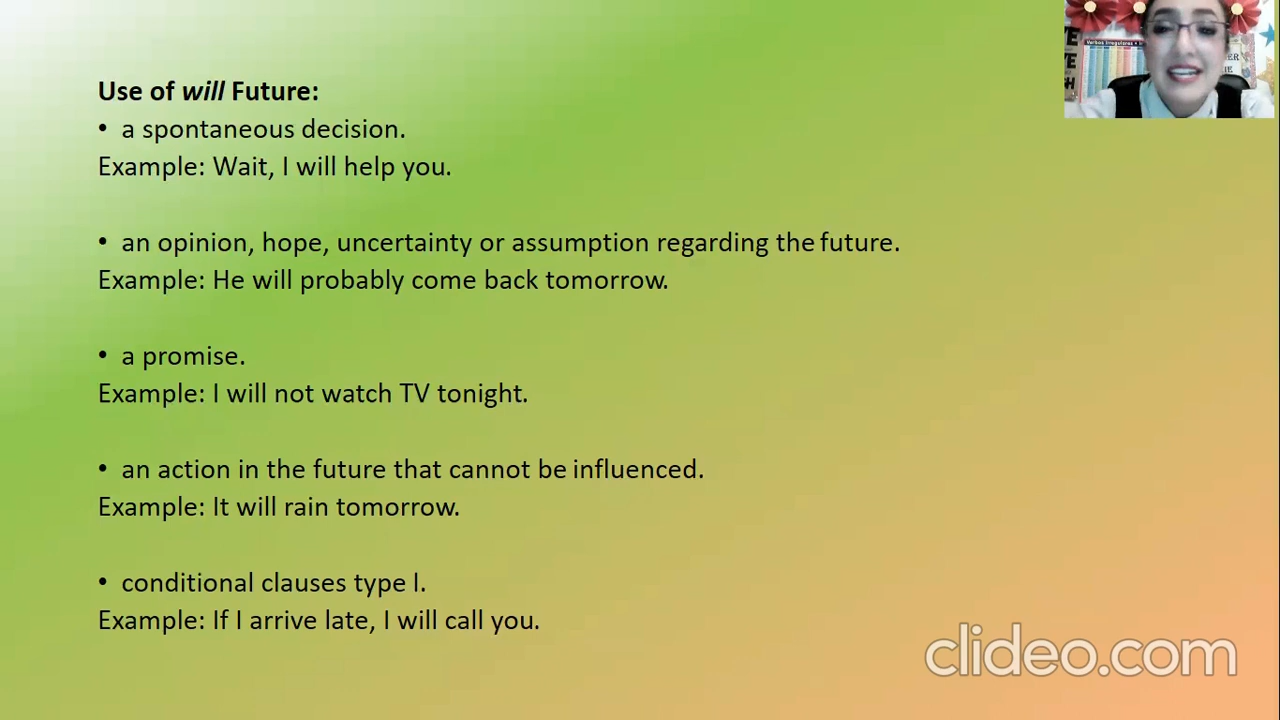 Use of will Future:
• a spontaneous decision.
Example: Wait, I will help you.
• an opinion, hope, uncertainty or assumption regarding the future.
Example: He will probably come back tomorrow.
• a promise.
Example: I will not watch TV tonight.
• an action in the future that cannot be influenced.
Example: It will rain tomorrow.
• conditional clauses type l.
Example: If I arrive late, I will call you.
Verbos Irregulares
clideo.com